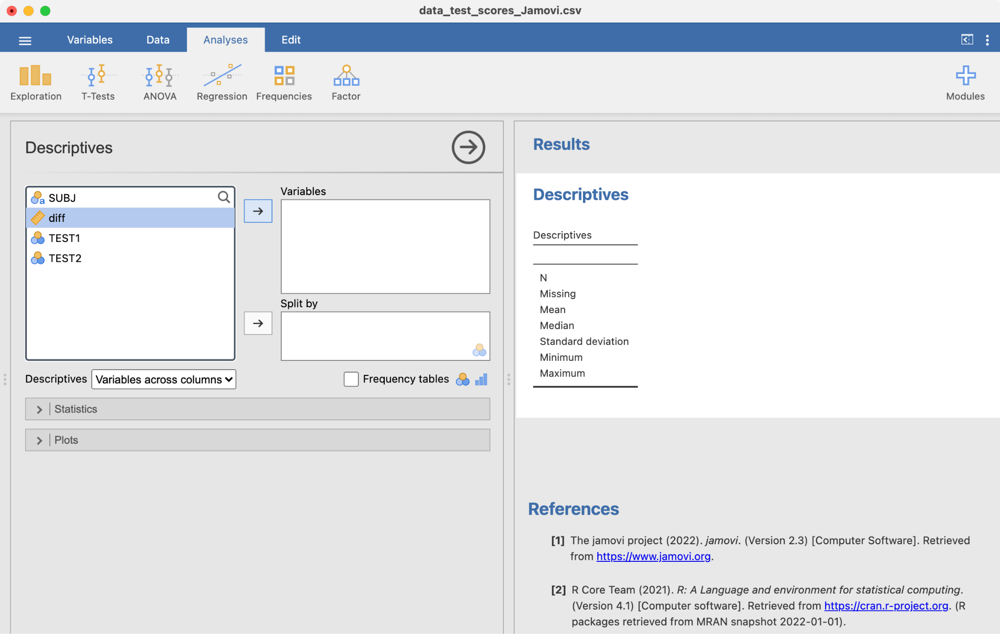 data_test_scores_Jamovi.csv
Variables
Data
Analyses
Edit
Exploration
T-Tests
ANOVA
Regression
Frequencies
Factor
Modules
Descriptives
SUBJ
diff
TEST1
TEST2
Variables
Split by
Descriptives
Variables across columns
Frequency tables
Statistics
Plots
Results
Descriptives
Descriptives
N
Missing
Mean
Median
Standard deviation
Minimum
Maximum
References
[1] The jamovi project (2022). jamovi. (Version 2.3) [Computer Software]. Retrieved
from https://www.jamovi.org.
[2] R Core Team (2021). R: A Language and environment for statistical computing.
(Version 4.1) [Computer software]. Retrieved from https://cran.r-project.org. (R
packages retrieved from MRAN snapshot 2022-01-01).